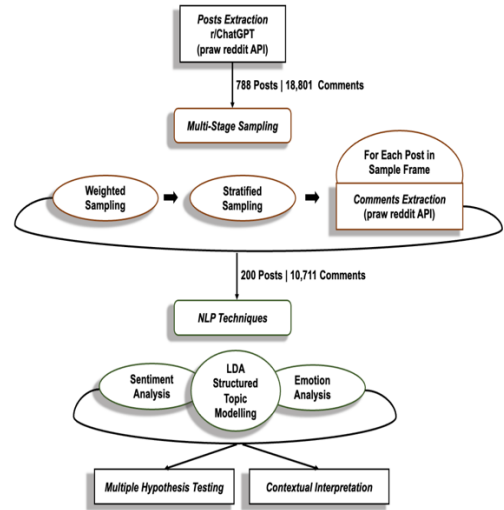 Posts Extraction
r/ChatGPT
(praw reddit API)
788 Posts | 18,801 Comments
Multi-Stage Sampling
For Each Post in
Sample Frame
Weighted
Sampling
Stratified
Sampling
Comments Extraction
(praw reddit API)
200 Posts | 10,711 Comments
NLP Techniques
Sentiment
Analysis
LDA
Structured
Topic
Modelling
Emotion
Analysis
Multiple Hypothesis Testing
Contextual Interpretation